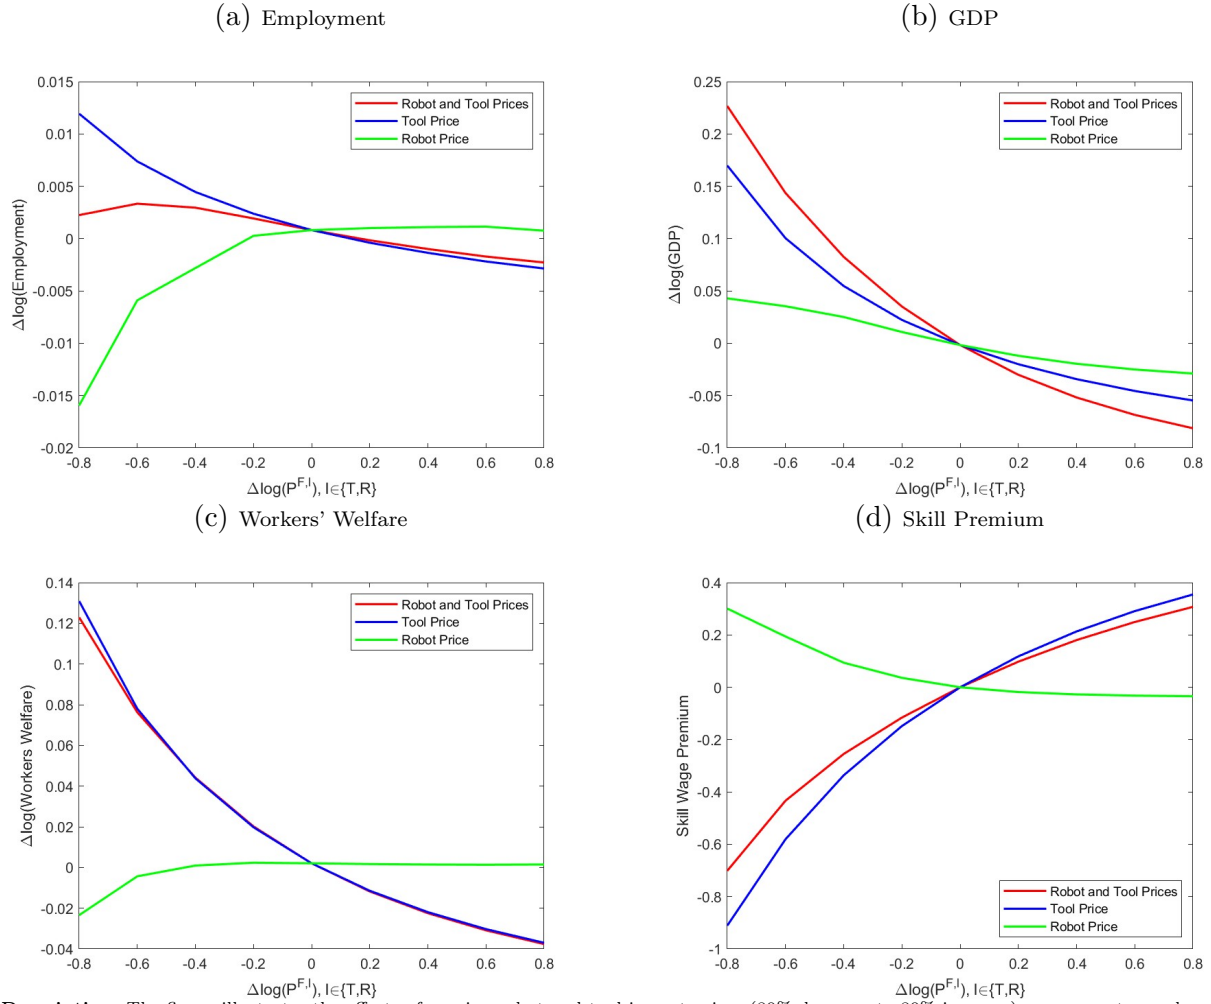 (a) Employment
0.015
0.01
0.005
0
-0.005
-0.01
-0.015
-0.02
Δlog(Employment)
Robot and Tool Prices
Tool Price
Robot Price
-0.8 -0.6 -0.4 -0.2 0 0.2 0.4 0.6 0.8
Δlog(P^{F,I}), I∈{T,R}
(b) GDP
0.25
0.2
0.15
0.1
0.05
0
-0.05
-0.1
Δlog(GDP)
Robot and Tool Prices
Tool Price
Robot Price
-0.8 -0.6 -0.4 -0.2 0 0.2 0.4 0.6 0.8
Δlog(P^{F,I}), I∈{T,R}
(c) Workers' Welfare
0.14
0.12
0.1
0.08
0.06
0.04
0.02
0
-0.02
-0.04
Δlog(Workers Welfare)
Robot and Tool Prices
Tool Price
Robot Price
-0.8 -0.6 -0.4 -0.2 0 0.2 0.4 0.6 0.8
Δlog(P^{F,I}), I∈{T,R}
(d) Skill Premium
0.4
0.2
0
-0.2
-0.4
-0.6
-0.8
-1
Skill Wage Premium
Robot and Tool Prices
Tool Price
Robot Price
-0.8 -0.6 -0.4 -0.2 0 0.2 0.4 0.6 0.8
Δlog(P^{F,I}), I∈{T,R}